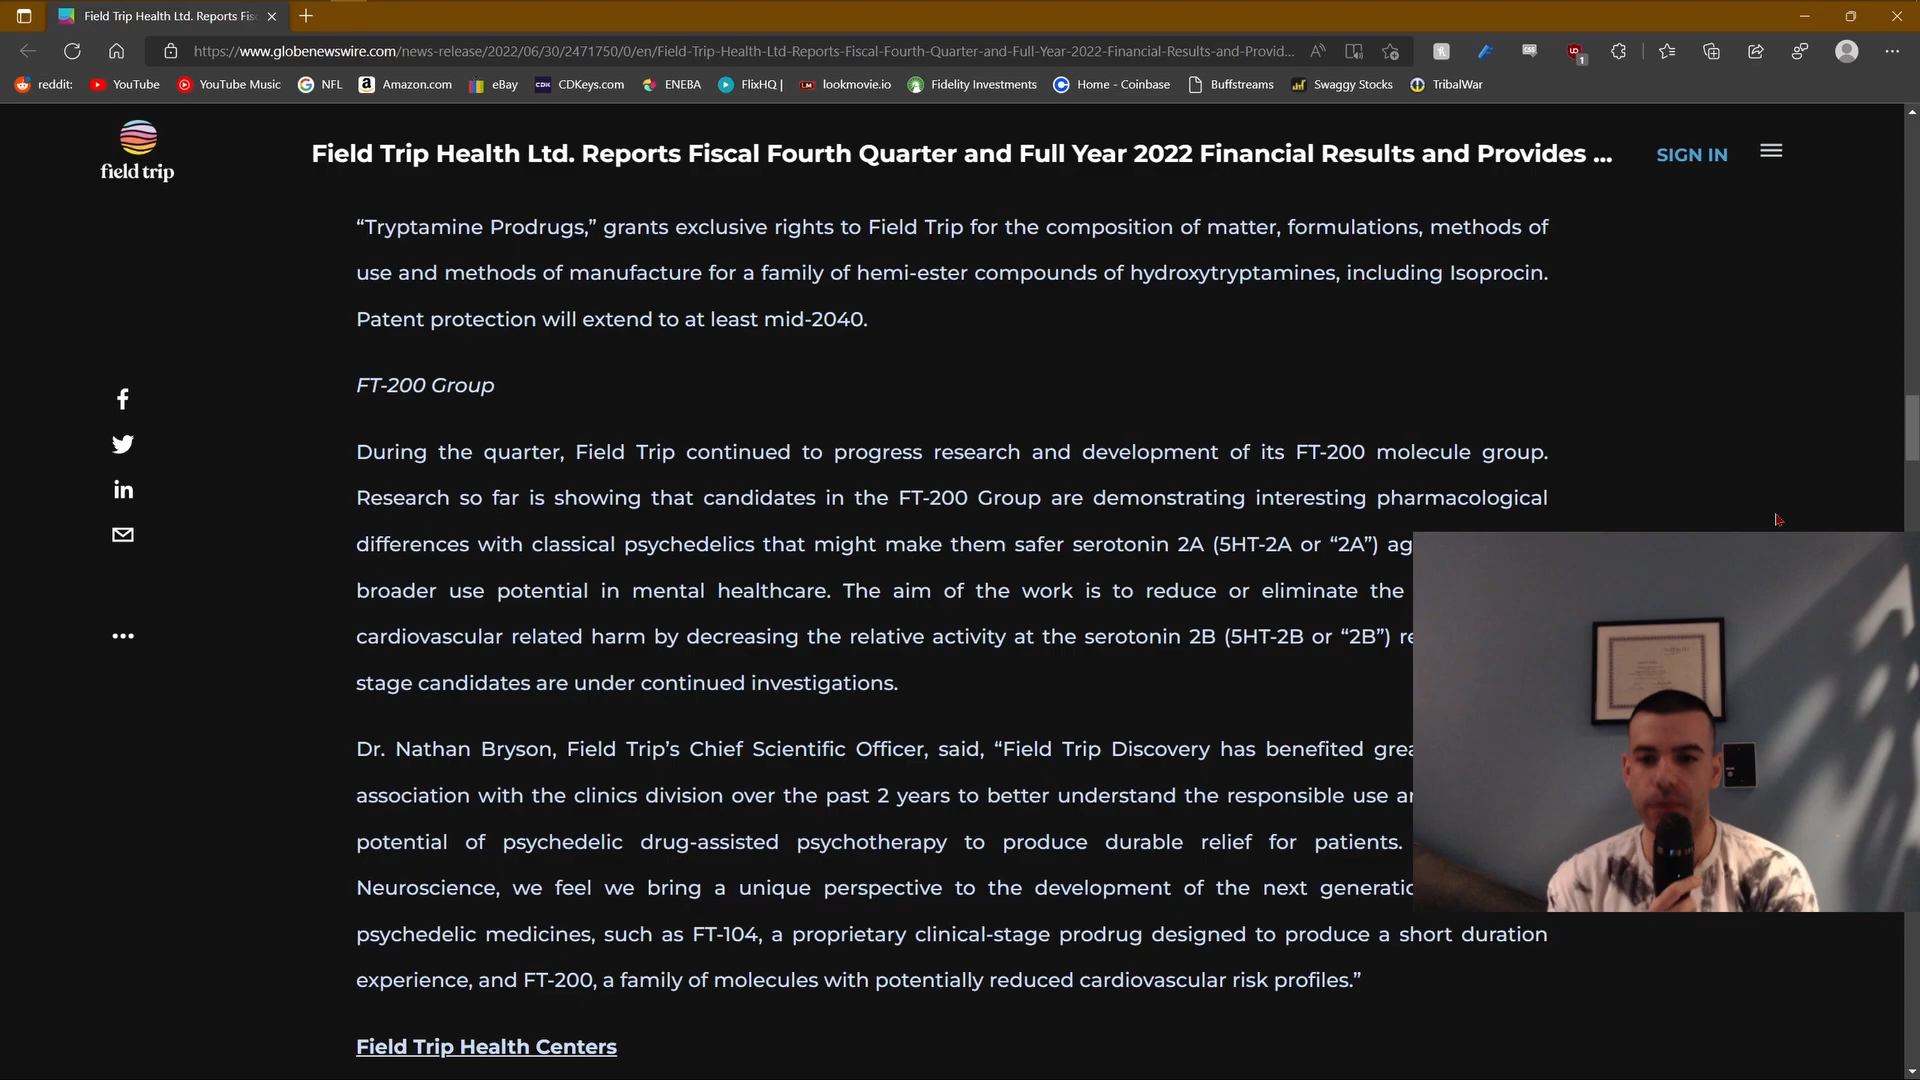 Field Trip Health Ltd. Reports Fis
https://www.globenewswire.com/news-release/2022/06/30/2471750/0/en/Field-Trip-Health-Ltd-Reports-Fiscal-Fourth-Quarter-and-Full-Year-2022-Financial-Results-and-Provid...
1
reddit:
YouTube
YouTube Music
NFL
Amazon.com
eBay
CDKeys.com
ENEBA
FlixHQ |
lookmovie.io
Fidelity Investments
Home - Coinbase
Buffstreams
Swaggy Stocks
TribalWar
field trip
Field Trip Health Ltd. Reports Fiscal Fourth Quarter and Full Year 2022 Financial Results and Provides ...
SIGN IN
“Tryptamine Prodrugs,” grants exclusive rights to Field Trip for the composition of matter, formulations, methods of
use and methods of manufacture for a family of hemi-ester compounds of hydroxytryptamines, including Isoprocin.
Patent protection will extend to at least mid-2040.
FT-200 Group
During the quarter, Field Trip continued to progress research and development of its FT-200 molecule group.
Research so far is showing that candidates in the FT-200 Group are demonstrating interesting pharmacological
differences with classical psychedelics that might make them safer serotonin 2A (5HT-2A or “2A”) ag
broader use potential in mental healthcare. The aim of the work is to reduce or eliminate the
cardiovascular related harm by decreasing the relative activity at the serotonin 2B (5HT-2B or “2B”) re
stage candidates are under continued investigations.
Dr. Nathan Bryson, Field Trip’s Chief Scientific Officer, said, “Field Trip Discovery has benefited grea
association with the clinics division over the past 2 years to better understand the responsible use ar
potential of psychedelic drug-assisted psychotherapy to produce durable relief for patients.
Neuroscience, we feel we bring a unique perspective to the development of the next generatio
psychedelic medicines, such as FT-104, a proprietary clinical-stage prodrug designed to produce a short duration
experience, and FT-200, a family of molecules with potentially reduced cardiovascular risk profiles.”
Field Trip Health Centers